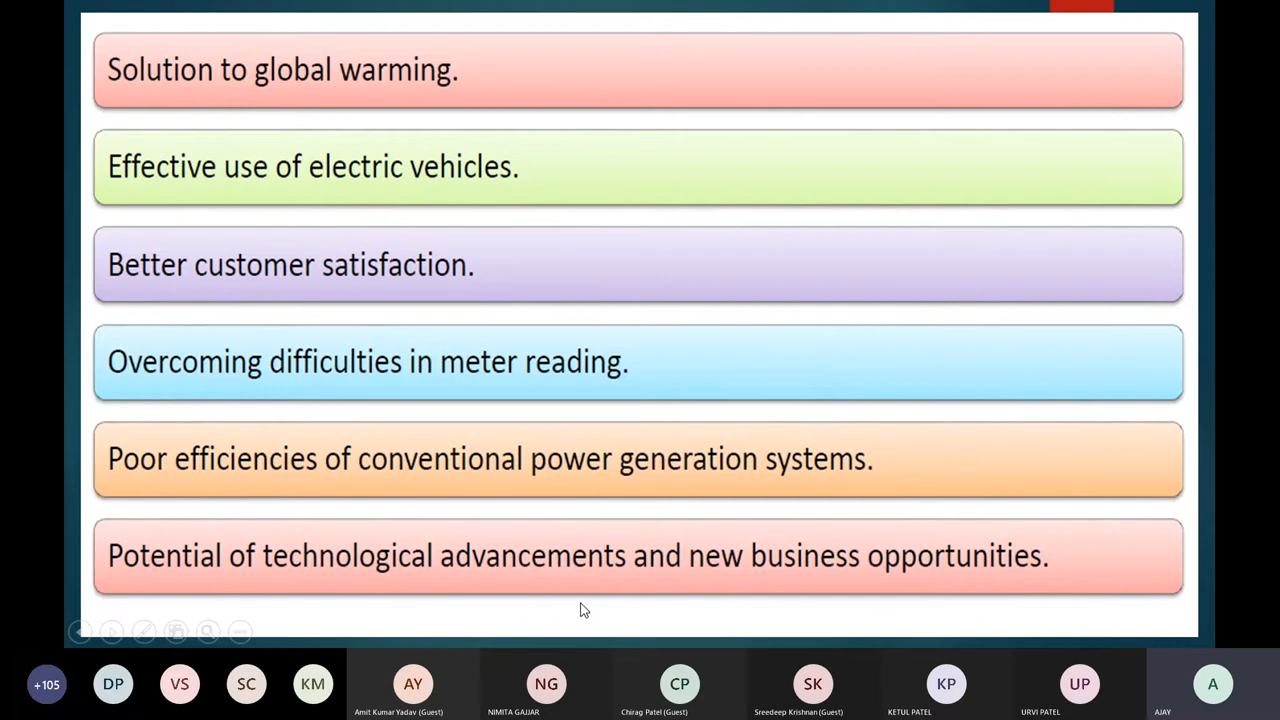 Solution to global warming.
Effective use of electric vehicles.
Better customer satisfaction.
Overcoming difficulties in meter reading.
Poor efficiencies of conventional power generation systems.
Potential of technological advancements and new business opportunities.
+105
DP
VS
SC
KM
AY
NG
CP
SK
KP
UP
A
Amit Kumar Yadav (Guest)
NIMITA GAJJAR
Chirag Patel (Guest)
Sreedeep Krishnan (Guest)
KETUL PATEL
URVI PATEL
AJAY